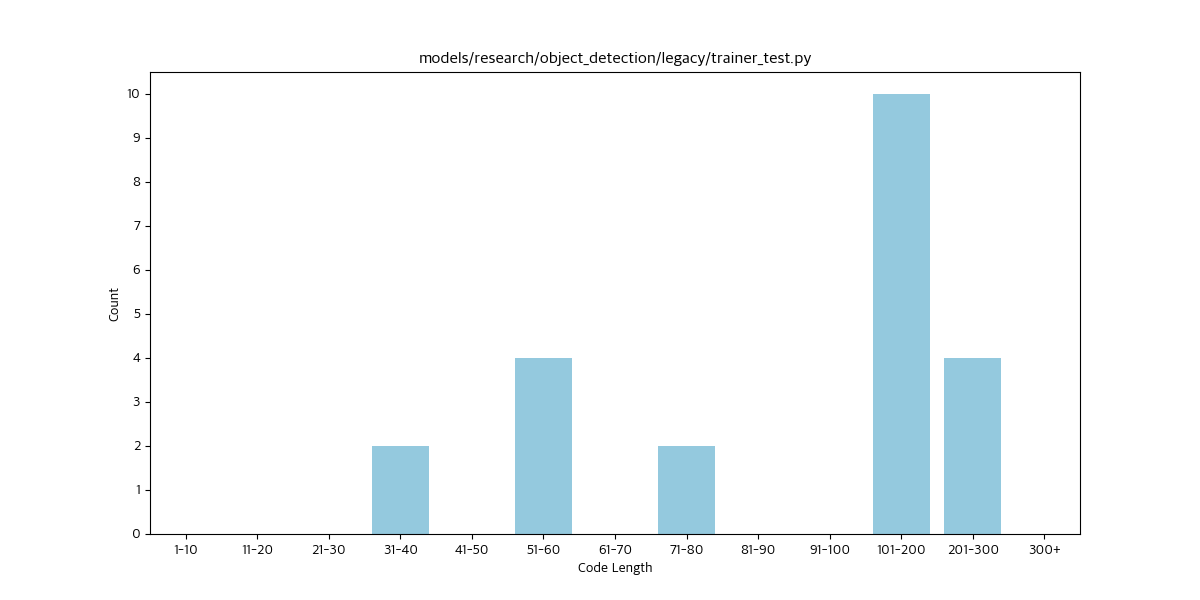 models/research/object_detection/legacy/trainer_test.py
10
9
8
7
6
5
4
3
2
1
0
Count
1-10 11-20 21-30 31-40 41-50 51-60 61-70 71-80 81-90 91-100 101-200 201-300 300+
Code Length